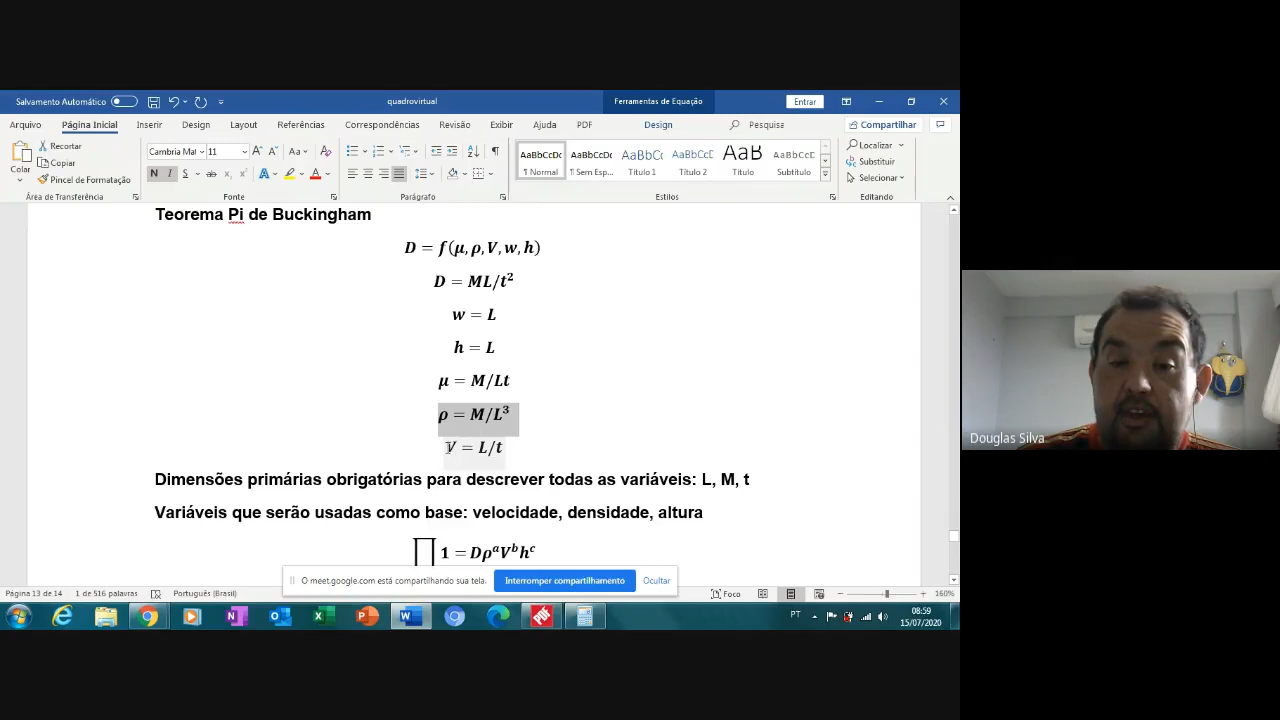 Salvamento Automático
quadrovirtual
Ferramentas de Equação
Entrar
Arquivo Página Inicial Inserir Design Layout Referências Correspondências Revisão Exibir Ajuda PDF Design Pesquisa Compartilhar
Colar
Recortar
Copiar
Pincel de Formatação
Área de Transferência
Cambria Mat 11
Fonte
Parágrafo
AaBbCcDc AaBbCcDc AaBbCc AaBbCcC AaB AaBbCcC
¶ Normal ¶ Sem Esp... Título 1 Título 2 Título Subtítulo
Estilos
Localizar
Substituir
Selecionar
Editando
Teorema Pi de Buckingham
D = f(μ, ρ, V, w, h)
D = ML/t²
w = L
h = L
μ = M/Lt
ρ = M/L³
V = L/t
Dimensões primárias obrigatórias para descrever todas as variáveis: L, M, t
Variáveis que serão usadas como base: velocidade, densidade, altura
∏ 1 = DρᵃVᵇhᶜ
O meet.google.com está compartilhando sua tela. Interromper compartilhamento Ocultar
Página 13 de 14 1 de 516 palavras Português (Brasil) Foco 160%
PT 08:59
15/07/2020
Douglas Silva